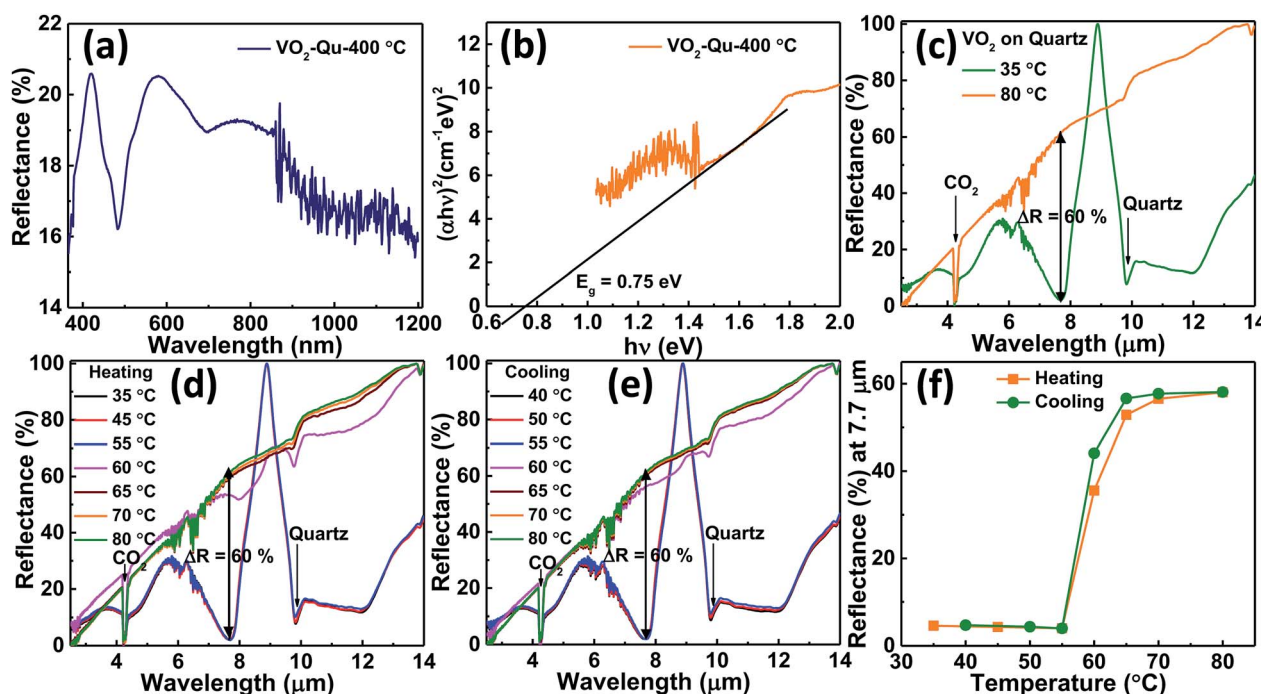 (a)
VO₂-Qu-400 °C
Reflectance (%)
22
20
18
16
14
400
600
800
1000
1200
Wavelength (nm)
(b)
VO₂-Qu-400 °C
(αhν)²(cm⁻¹eV)²
12
10
8
6
4
2
0
E_g = 0.75 eV
0.6
0.8
1.0
1.2
1.4
1.6
1.8
2.0
hν (eV)
(c)
VO₂ on Quartz
35 °C
80 °C
Reflectance (%)
100
80
60
40
20
0
CO₂
ΔR = 60 %
Quartz
4
6
8
10
12
14
Wavelength (μm)
(d)
Heating
35 °C
45 °C
55 °C
60 °C
65 °C
70 °C
80 °C
Reflectance (%)
100
80
60
40
20
0
CO₂
ΔR = 60 %
Quartz
4
6
8
10
12
14
Wavelength (μm)
(e)
Cooling
40 °C
50 °C
55 °C
60 °C
65 °C
70 °C
80 °C
Reflectance (%)
100
80
60
40
20
0
CO₂
ΔR = 60 %
Quartz
4
6
8
10
12
14
Wavelength (μm)
(f)
Heating
Cooling
Reflectance (%) at 7.7 μm
60
40
20
0
30
40
50
60
70
80
Temperature (°C)